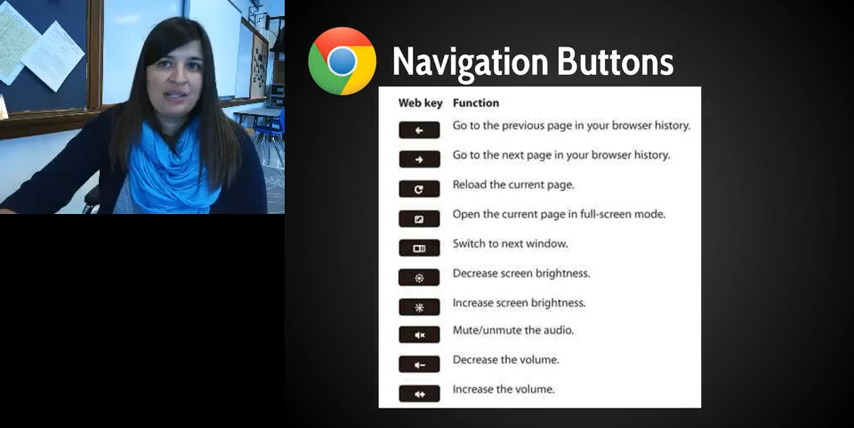 Navigation Buttons
Web key Function
Go to the previous page in your browser history.
Go to the next page in your browser history.
Reload the current page.
Open the current page in full-screen mode.
Switch to next window.
Decrease screen brightness.
Increase screen brightness.
Mute/unmute the audio.
Decrease the volume.
Increase the volume.